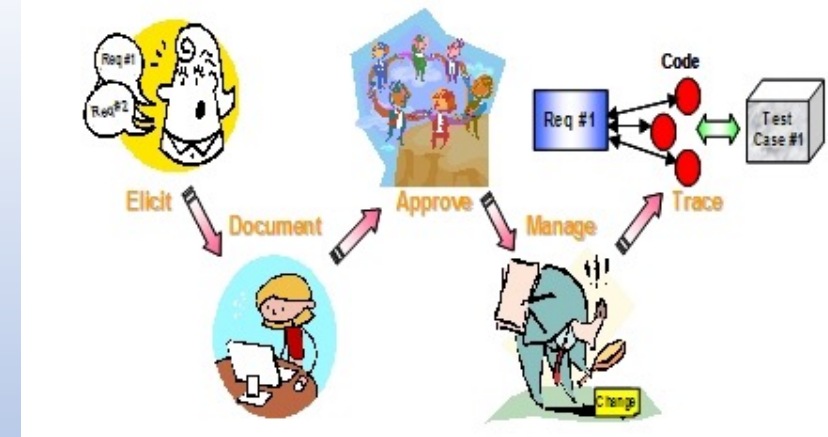 Req #1
Req #2
Code
Req #1
Test
Case #1
Elicit
Document
Approve
Manage
Trace
Change